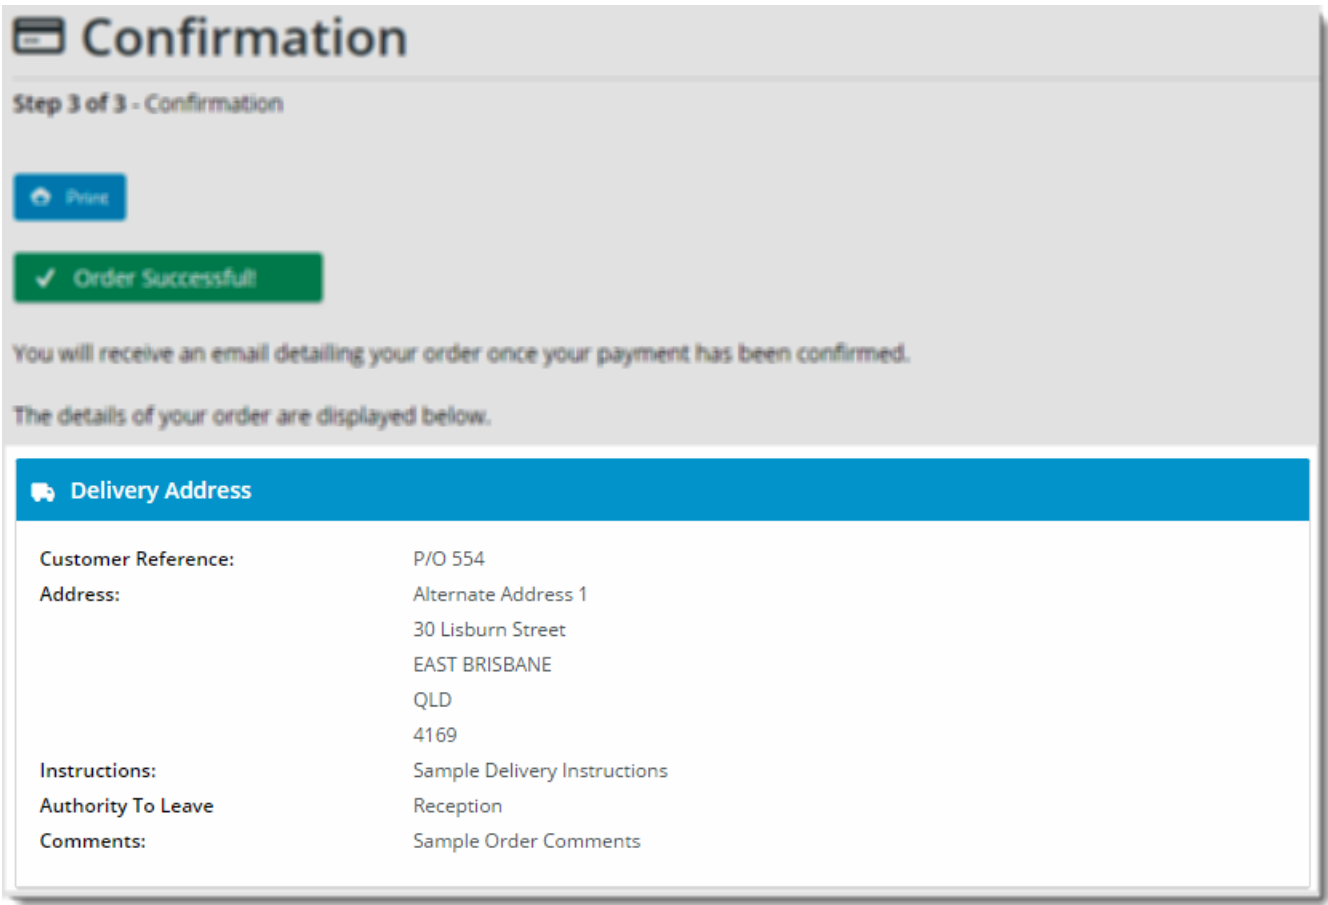 Confirmation
Step 3 of 3 - Confirmation
Print
Order Successful!
You will receive an email detailing your order once your payment has been confirmed.
The details of your order are displayed below.
Delivery Address
Customer Reference: P/O 554
Address: Alternate Address 1
30 Lisburn Street
EAST BRISBANE
QLD
4169
Instructions: Sample Delivery Instructions
Authority To Leave Reception
Comments: Sample Order Comments